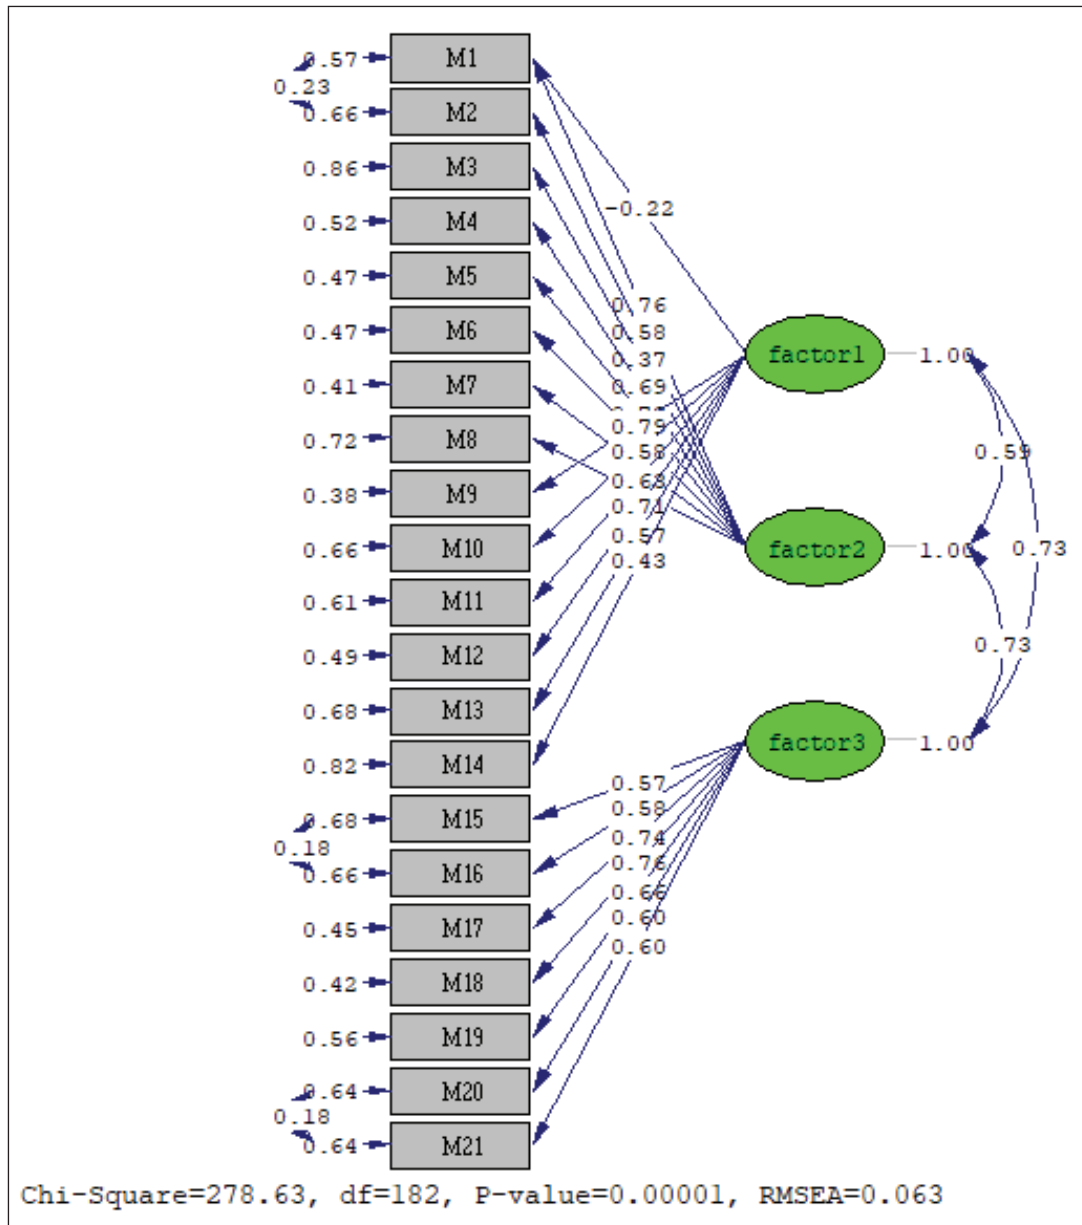 0.57 M1
0.23
0.66 M2
0.86 M3
0.52 M4
0.47 M5
0.47 M6
0.41 M7
0.72 M8
0.38 M9
0.66 M10
0.61 M11
0.49 M12
0.68 M13
0.82 M14
0.68 M15
0.18
0.66 M16
0.45 M17
0.42 M18
0.56 M19
0.64 M20
0.18
0.64 M21
-0.22
0.76
0.58
0.37
0.69
0.79
0.58
0.63
0.71
0.57
0.43
0.57
0.58
0.74
0.76
0.66
0.60
0.60
factor1 1.00
0.59
factor2 1.00
0.73
0.73
factor3 1.00
Chi-Square=278.63, df=182, P-value=0.00001, RMSEA=0.063